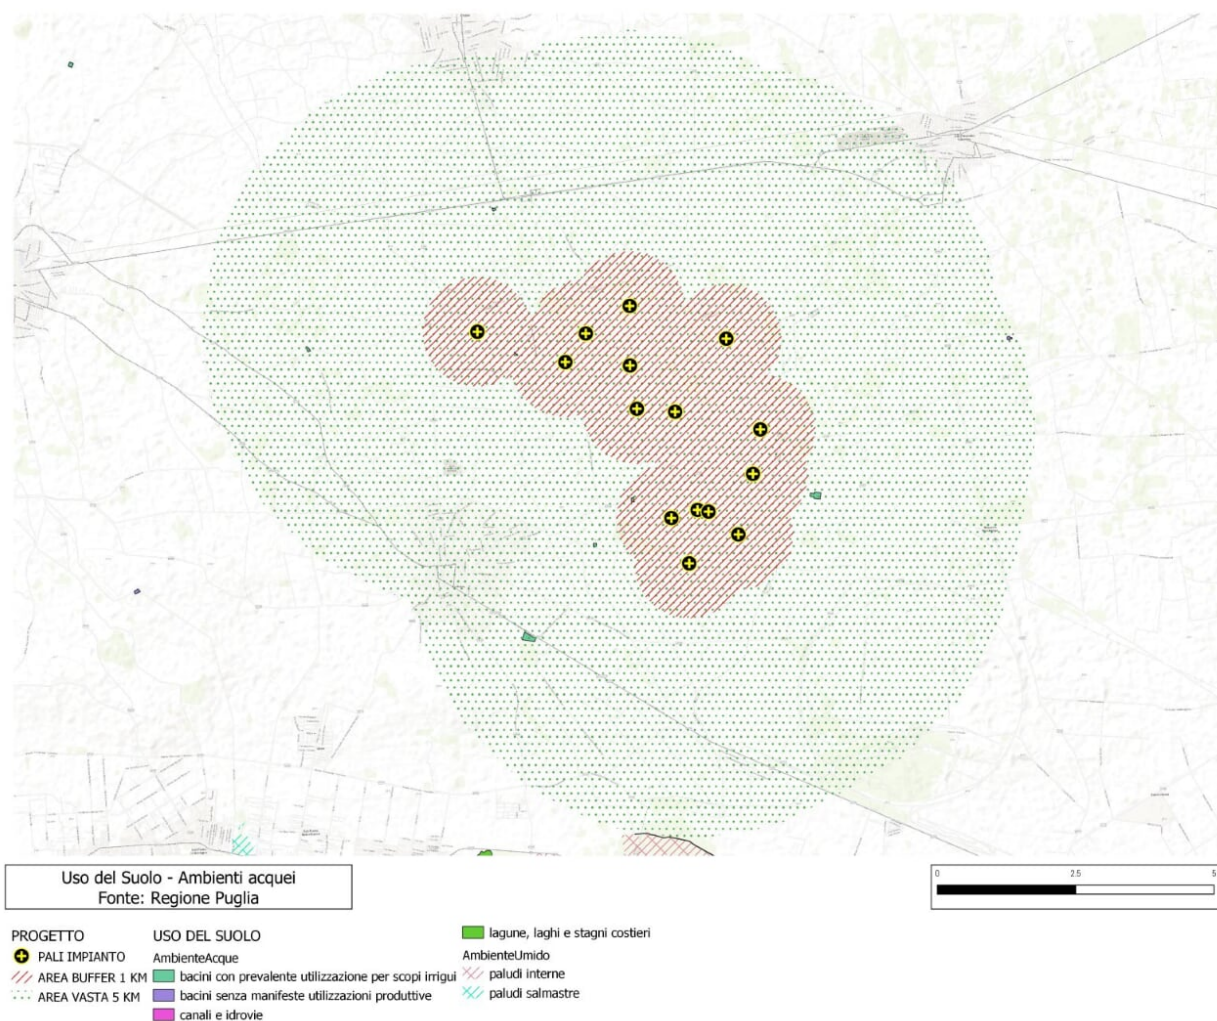 Uso del Suolo - Ambienti acquei
Fonte: Regione Puglia
0 2.5 5
PROGETTO
PALI IMPIANTO
AREA BUFFER 1 KM
AREA VASTA 5 KM
USO DEL SUOLO
AmbienteAcque
bacini con prevalente utilizzazione per scopi irrigui
bacini senza manifeste utilizzazioni produttive
canali e idrovie
lagune, laghi e stagni costieri
AmbienteUmido
paludi interne
paludi salmastre